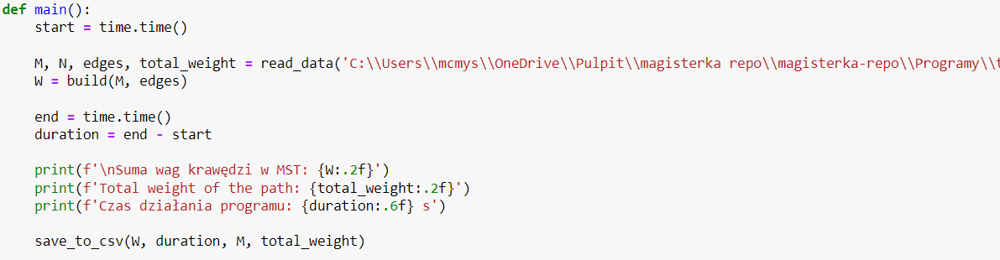 def main():
    start = time.time()
    M, N, edges, total_weight = read_data('C:\\Users\\mcmys\\OneDrive\\Pulpit\\magisterka repo\\magisterka-repo\\Programy\\t
    W = build(M, edges)
    end = time.time()
    duration = end - start
    print(f'\nSuma wag krawędzi w MST: {W:.2f}')
    print(f'Total weight of the path: {total_weight:.2f}')
    print(f'Czas działania programu: {duration:.6f} s')
    save_to_csv(W, duration, M, total_weight)